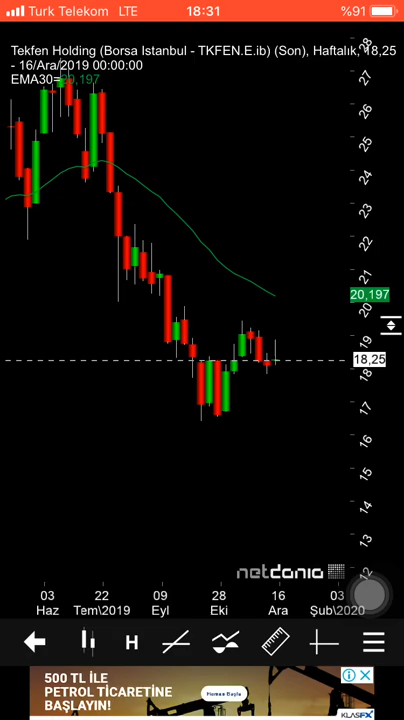 Turk Telekom LTE 18:31 %91
Tekfen Holding (Borsa Istanbul - TKFEN.E.ib) (Son), Haftalık, 18,25
- 16/Ara/2019 00:00:00
EMA30=20,197
28
27
26
25
24
23
22
21
20,197
20
19
18,25
18
17
16
15
14
13
12
netdania
03 22 09 28 16 03
Haz Tem\2019 Eyl Eki Ara Şub\2020
H
500 TL İLE
PETROL TİCARETİNE
BAŞLAYIN!
Hemen Başla
KLASFX